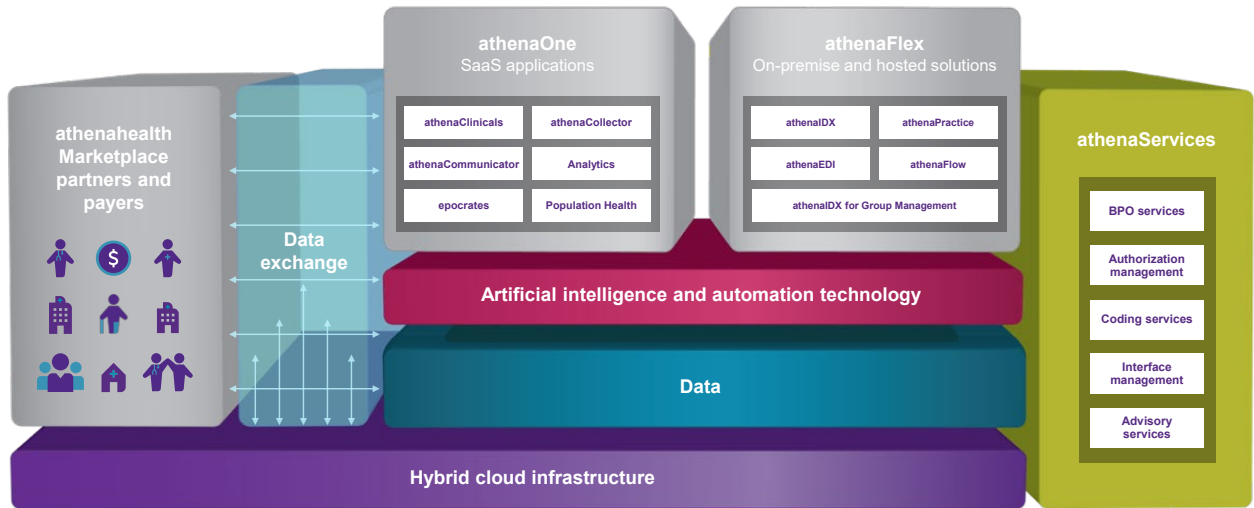 athenahealth
Marketplace
partners and
payers
$
Data
exchange
athenaOne
SaaS applications
athenaClinicals
athenaCollector
athenaCommunicator
Analytics
epocrates
Population Health
athenaFlex
On-premise and hosted solutions
athenaIDX
athenaPractice
athenaEDI
athenaFlow
athenaIDX for Group Management
Artificial intelligence and automation technology
Data
Hybrid cloud infrastructure
athenaServices
BPO services
Authorization
management
Coding services
Interface
management
Advisory
services